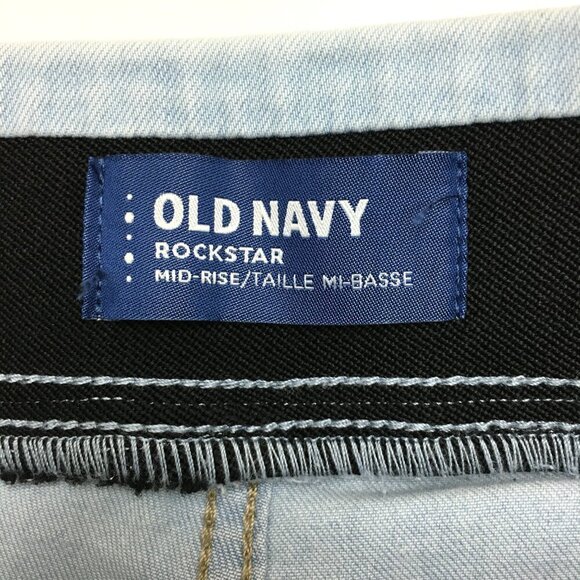 OLD NAVY
ROCKSTAR
MID-RISE/TAILLE MI-BASSE